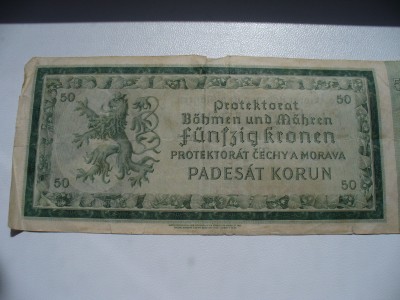 50
50
Protektorat
Böhmen und Mähren
Fünfzig kronen
PROTEKTORÁT ČECHY A MORAVA
PADESÁT KORUN
50
50